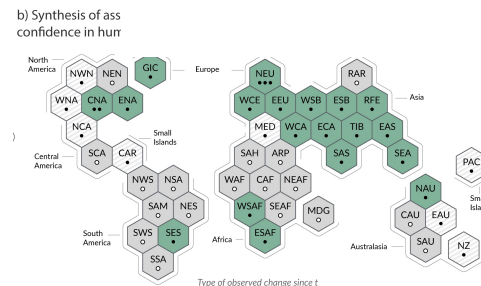 b) Synthesis of ass
confidence in hum
North
America
NWN
NEN
GIC
Europe
NEU
RAR
WNA
CNA
ENA
WCE
EEU
WSB
ESB
RFE
Asia
NCA
Small
Islands
MED
WCA
ECA
TIB
EAS
Central
America
SCA
CAR
SAH
ARP
SAS
SEA
PAC
NWS
NSA
WAF
CAF
NEAF
NAU
Sm
Isla
SAM
NES
WSAF
SEAF
MDG
CAU
EAU
South
America
SWS
SES
Africa
ESAF
Australasia
SAU
NZ
SSA
Type of observed change since t